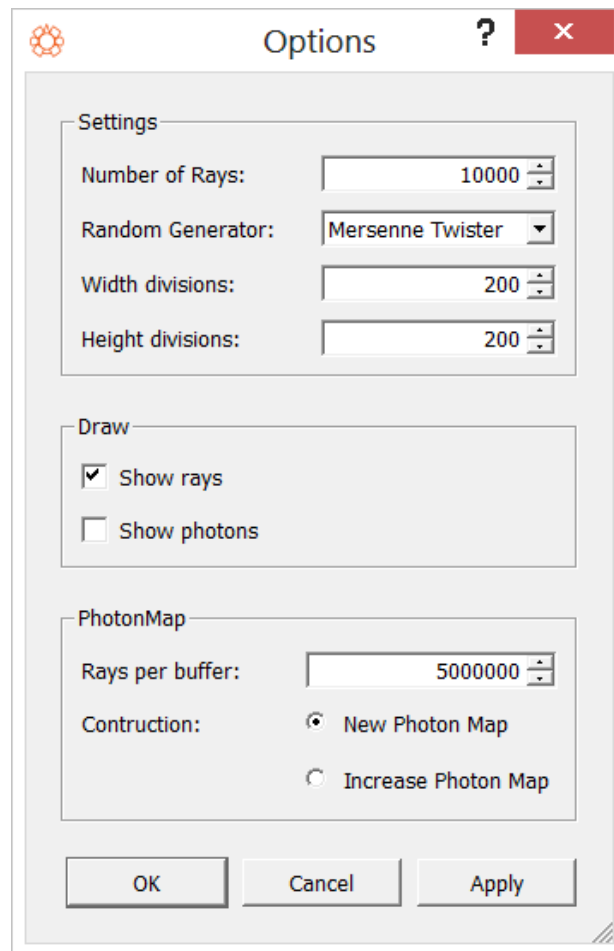 Options ?
Settings
Number of Rays: 10000
Random Generator: Mersenne Twister
Width divisions: 200
Height divisions: 200
Draw
Show rays
Show photons
PhotonMap
Rays per buffer: 5000000
Contruction: New Photon Map
Increase Photon Map
OK Cancel Apply